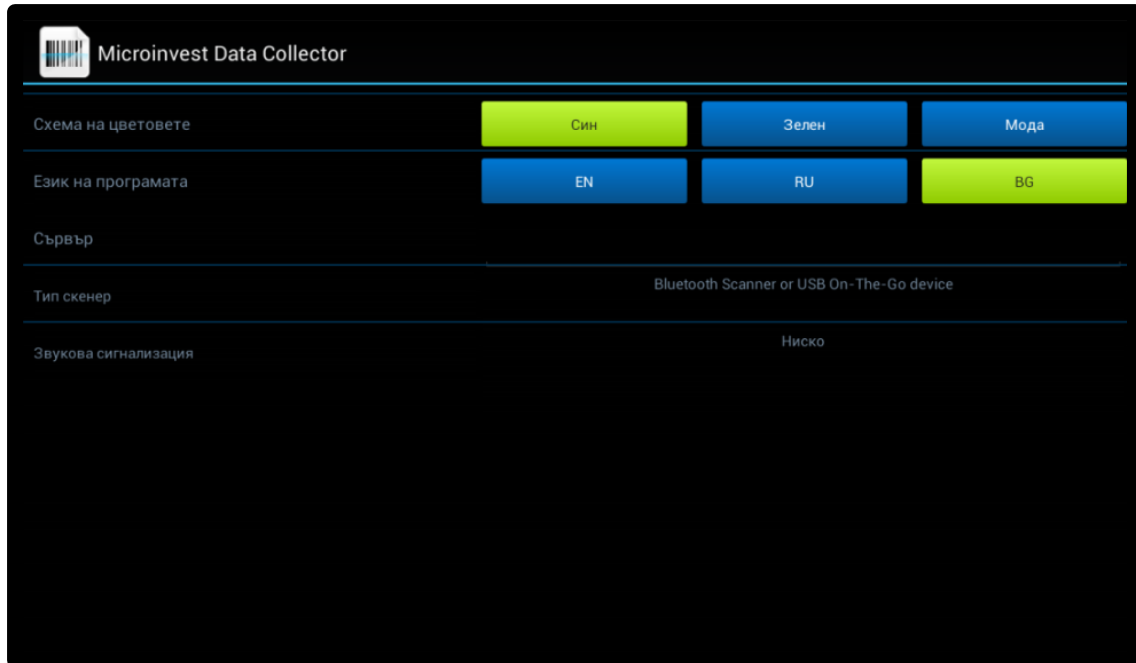 Microinvest Data Collector
Схема на цветовете Син Зелен Мода
Език на програмата EN RU BG
Сървър
Тип скенер Bluetooth Scanner or USB On-The-Go device
Звукова сигнализация Ниско